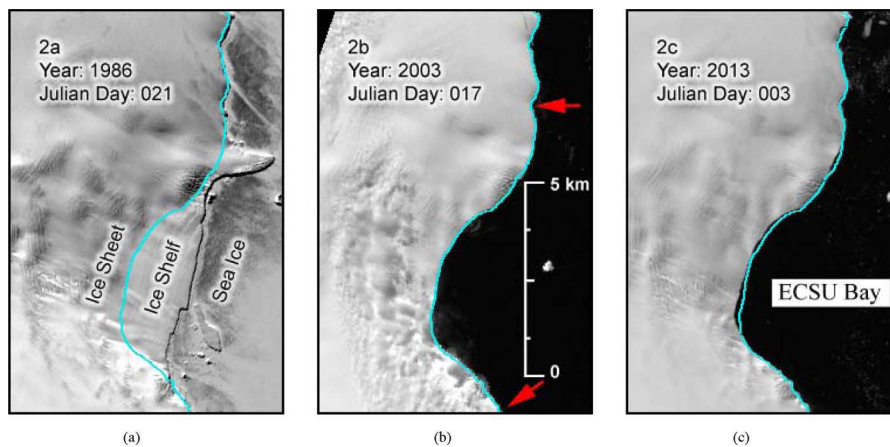 2a
Year: 1986
Julian Day: 021
Ice Sheet
Ice Shelf
Sea Ice
(a)
2b
Year: 2003
Julian Day: 017
5 km
0
(b)
2c
Year: 2013
Julian Day: 003
ECSU Bay
(c)